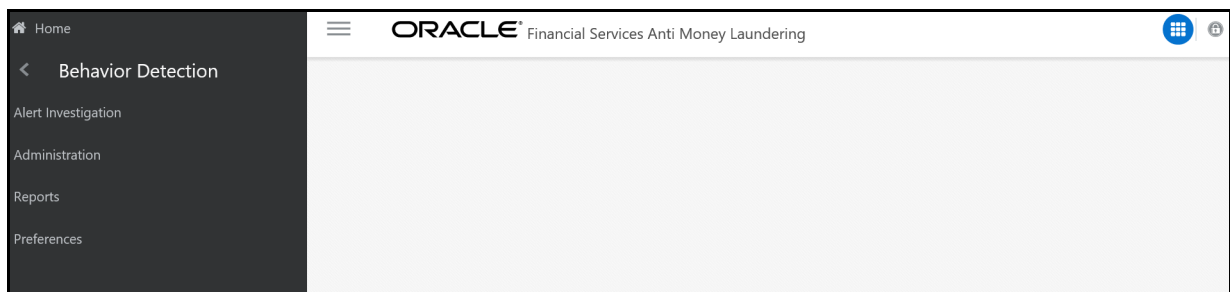 Home
ORACLE® Financial Services Anti Money Laundering
Behavior Detection
Alert Investigation
Administration
Reports
Preferences